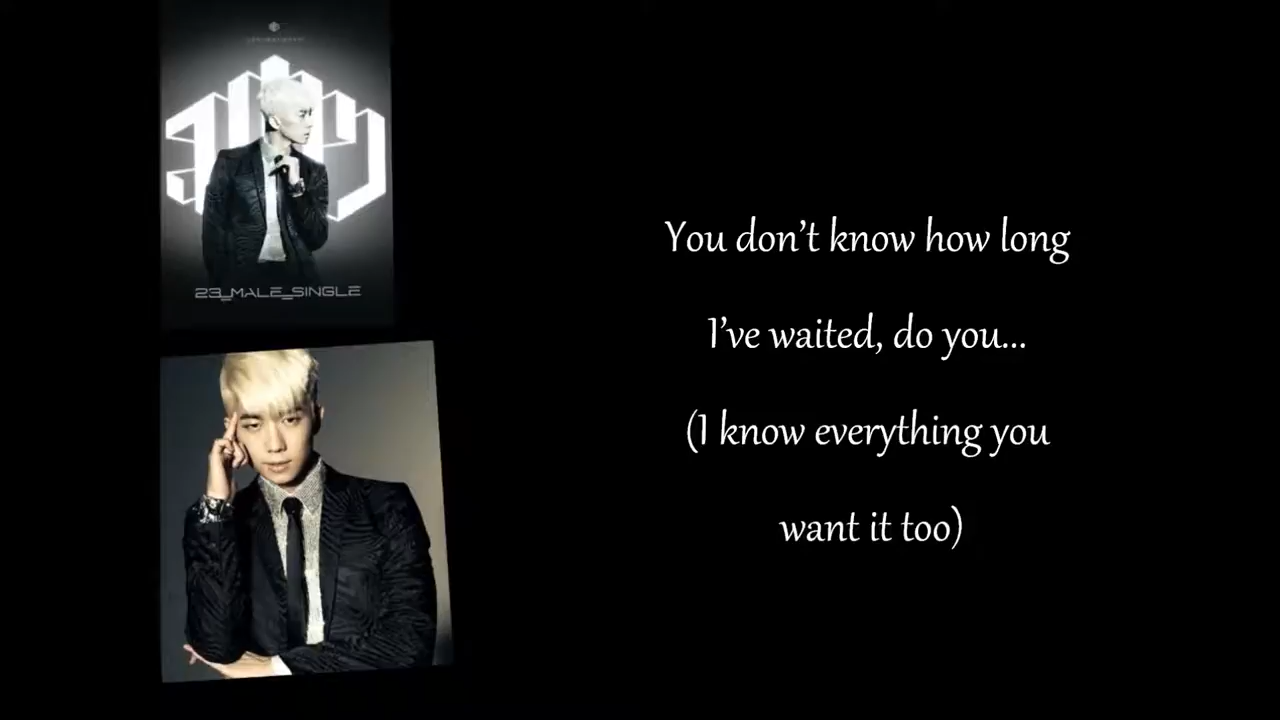 23_MALE_SINGLE
You don't know how long
I've waited, do you...
(I know everything you
want it too)